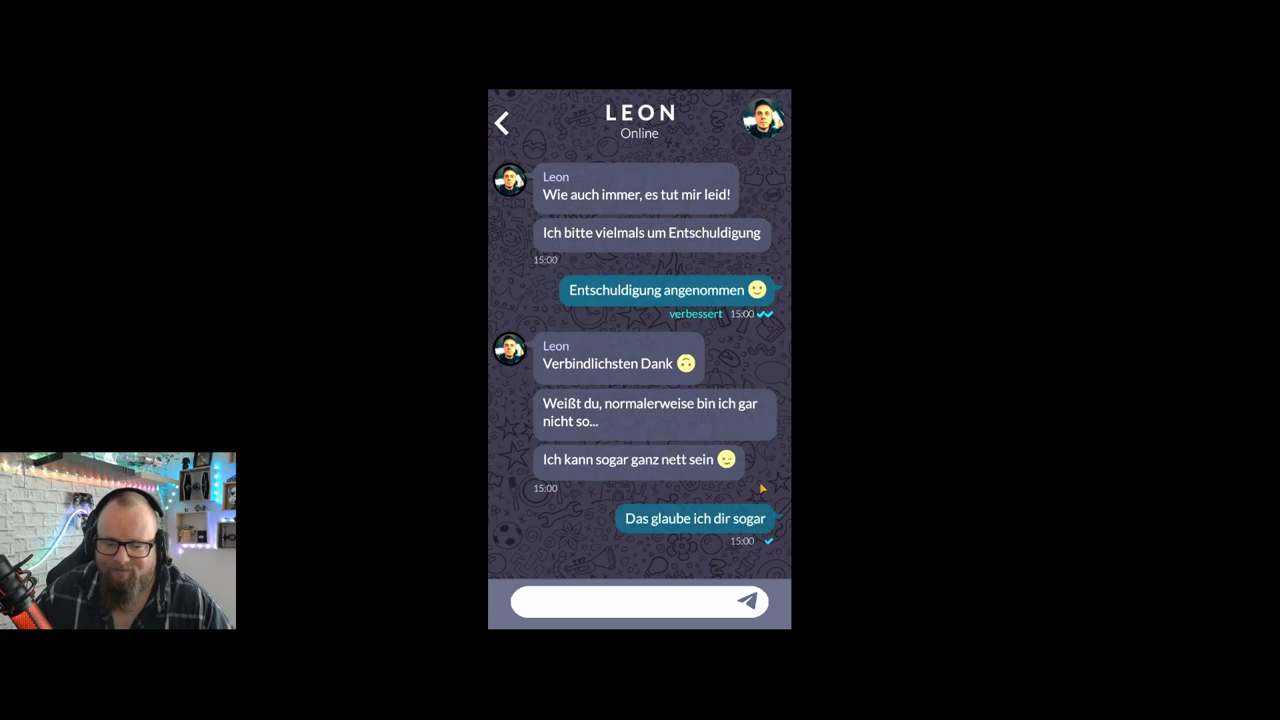 LEON
Online
Leon
Wie auch immer, es tut mir leid!
Ich bitte vielmals um Entschuldigung
15:00
Entschuldigung angenommen 🙂
verbessert 15:00
Leon
Verbindlichsten Dank 🙃
Weißt du, normalerweise bin ich gar
nicht so...
Ich kann sogar ganz nett sein 😉
15:00
Das glaube ich dir sogar
15:00